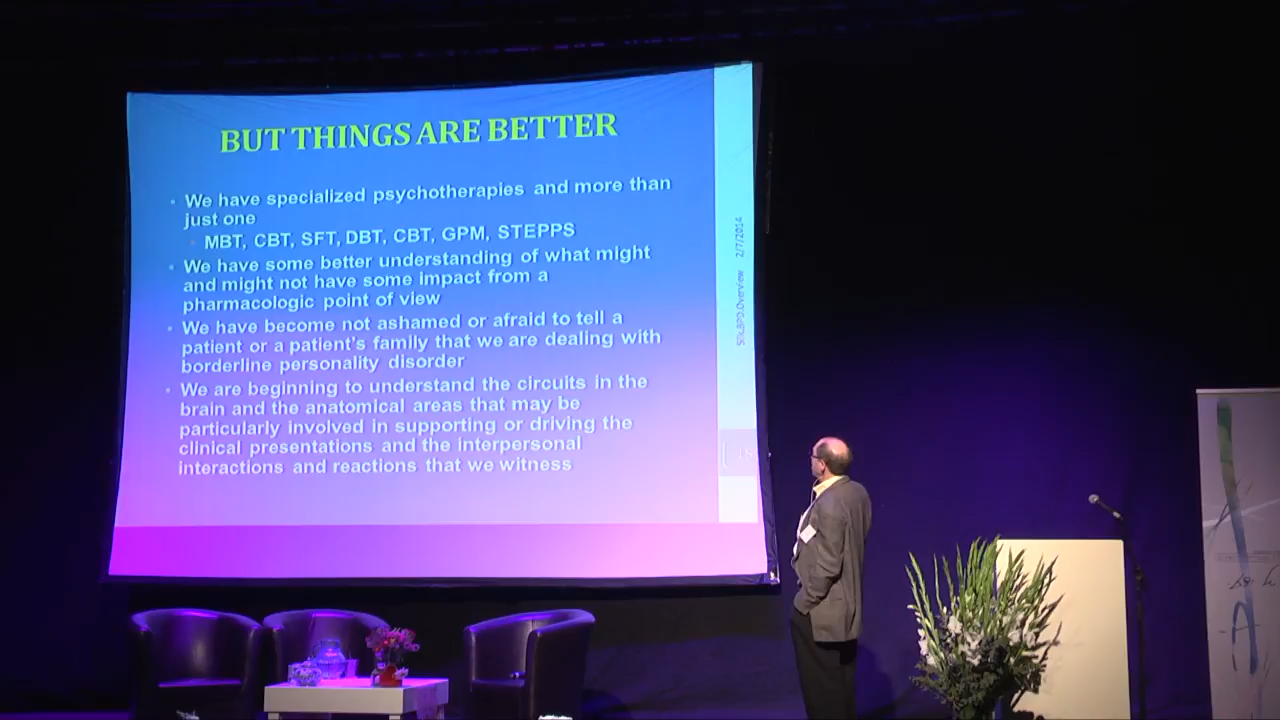 BUT THINGS ARE BETTER
We have specialized psychotherapies and more than
just one
MBT, CBT, SFT, DBT, CBT, GPM, STEPPS
We have some better understanding of what might
and might not have some impact from a
pharmacologic point of view
We have become not ashamed or afraid to tell a
patient or a patient's family that we are dealing with
borderline personality disorder
We are beginning to understand the circuits in the
brain and the anatomical areas that may be
particularly involved in supporting or driving the
clinical presentations and the interpersonal
interactions and reactions that we witness
Silk.BPD.Overview 2/7/2014
18